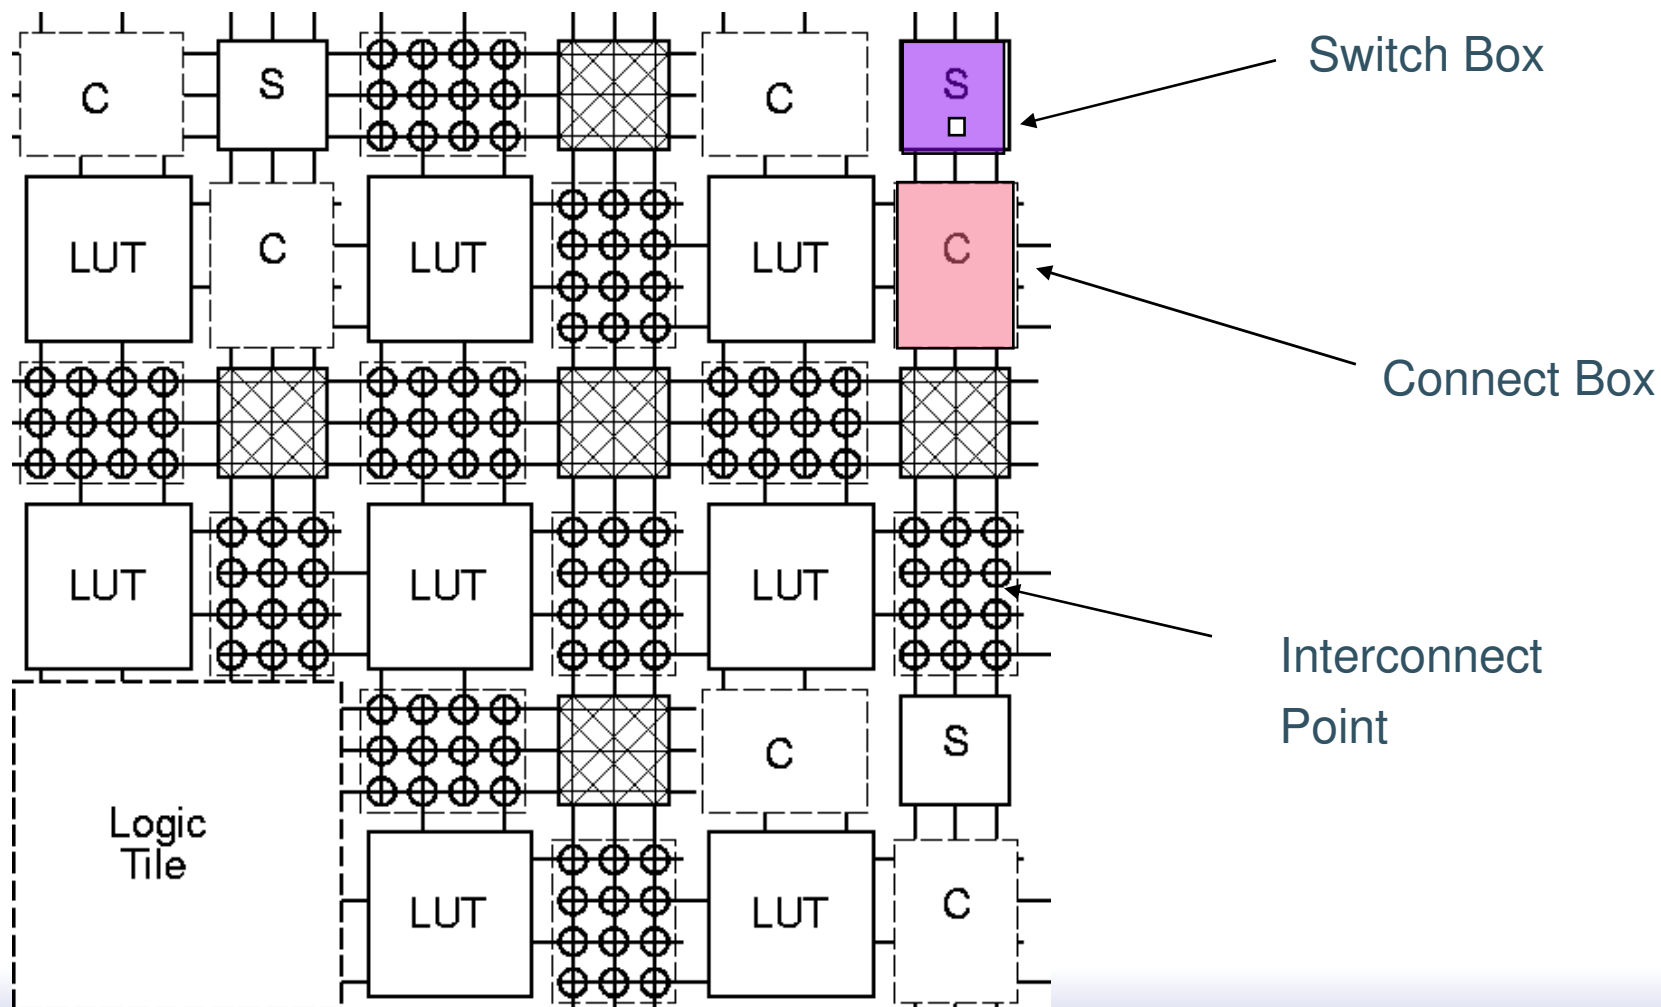 C
S
C
S
Switch Box
LUT
C
LUT
LUT
C
Connect Box
LUT
LUT
LUT
Interconnect
Point
C
S
Logic
Tile
LUT
LUT
C